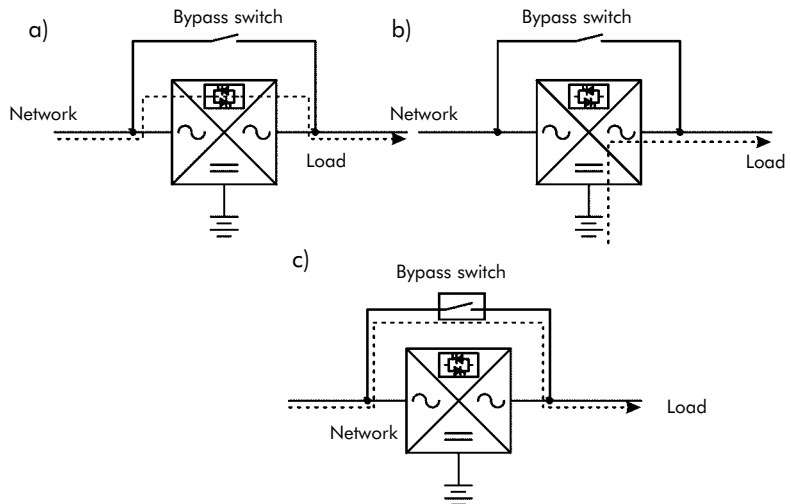 a)
Bypass switch
Network
Load
b)
Bypass switch
Network
Load
c)
Bypass switch
Network
Load